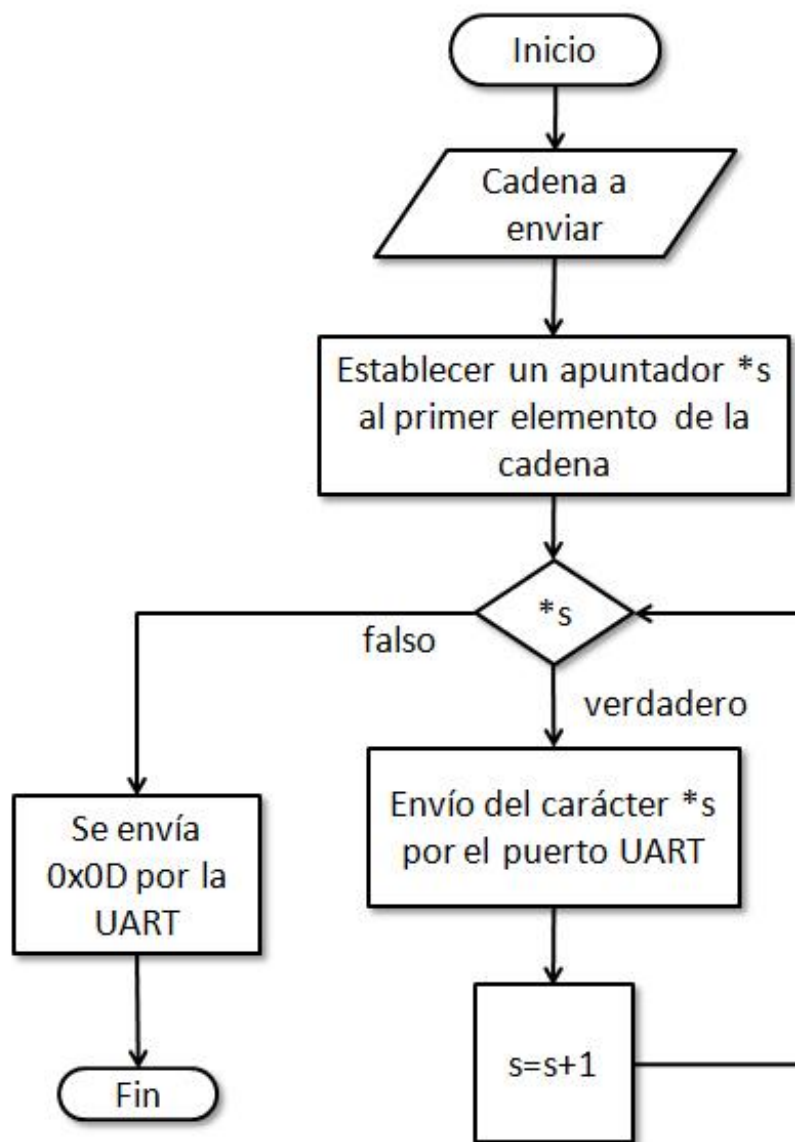 Inicio
Cadena a
enviar
Establecer un apuntador *s
al primer elemento de la
cadena
*s
falso
verdadero
Envío del carácter *s
por el puerto UART
Se envía
0x0D por la
UART
s=s+1
Fin